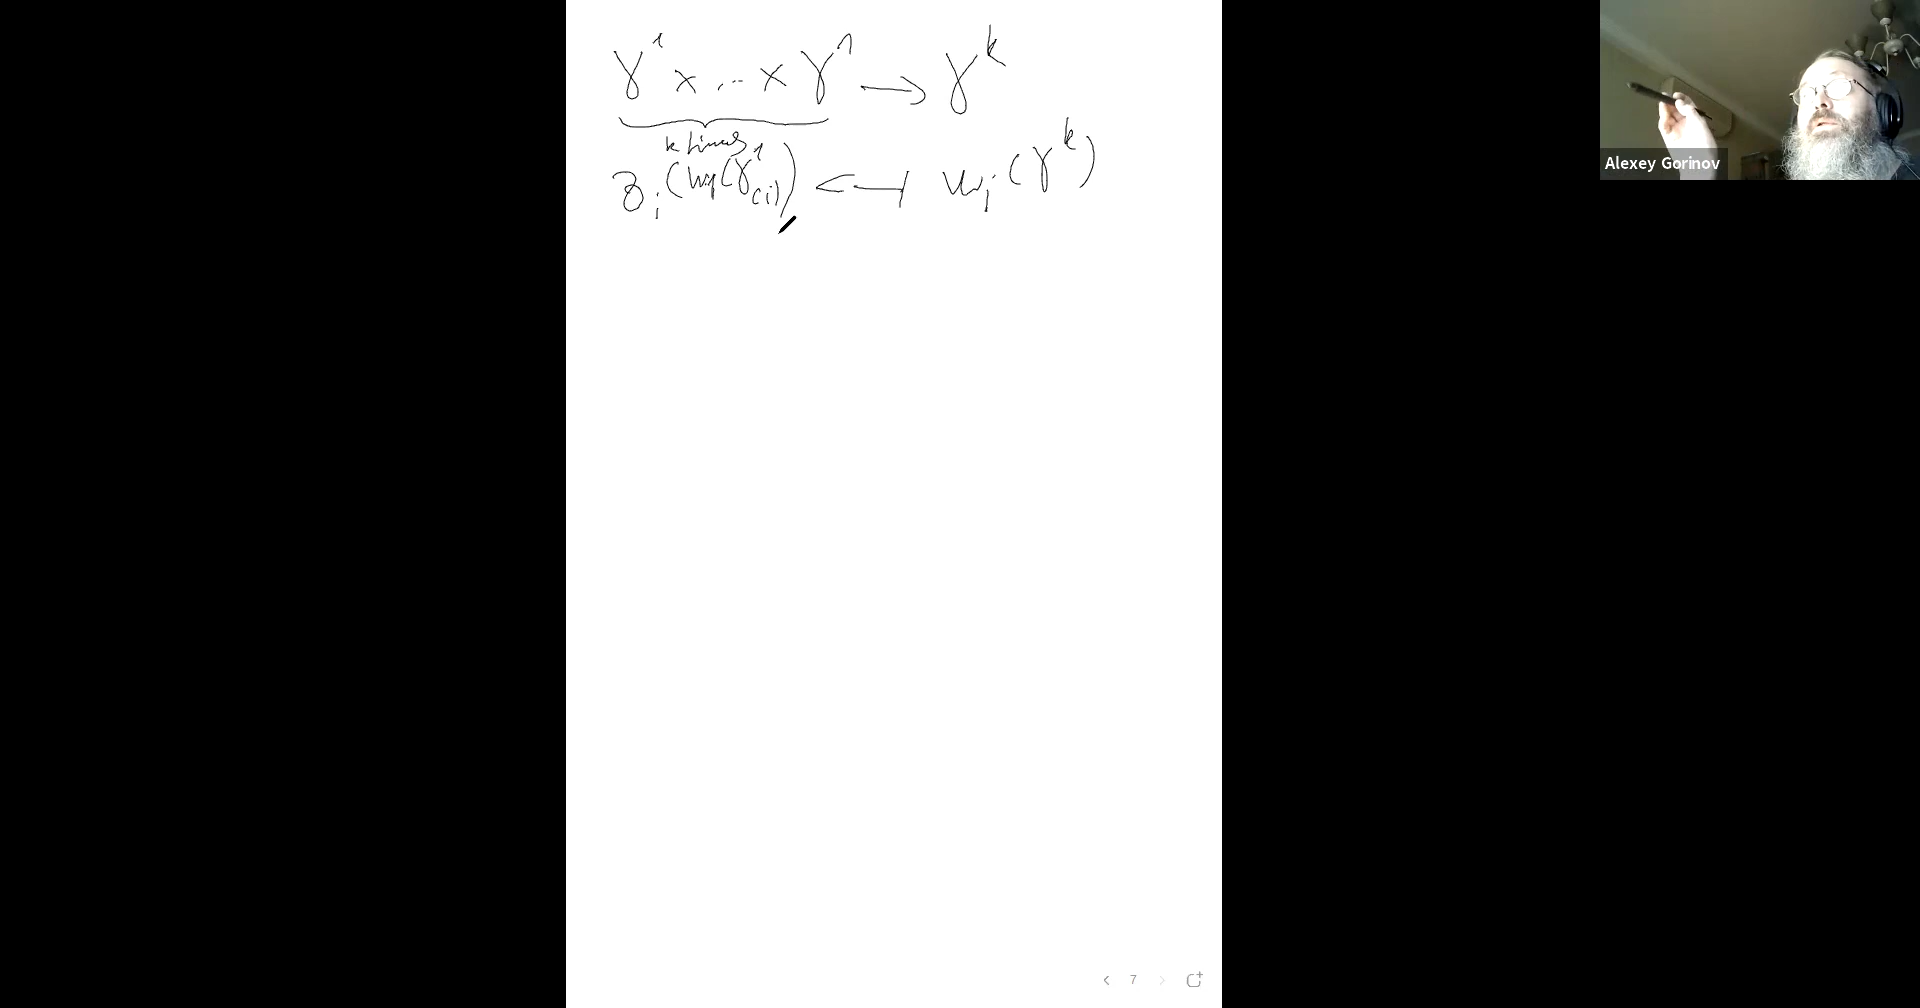 γ¹ × ... × γ¹ → γᵏ
k times
σᵢ(w₁(γ¹₍ᵢ₎)) ↤ wᵢ(γᵏ)
Alexey Gorinov
7